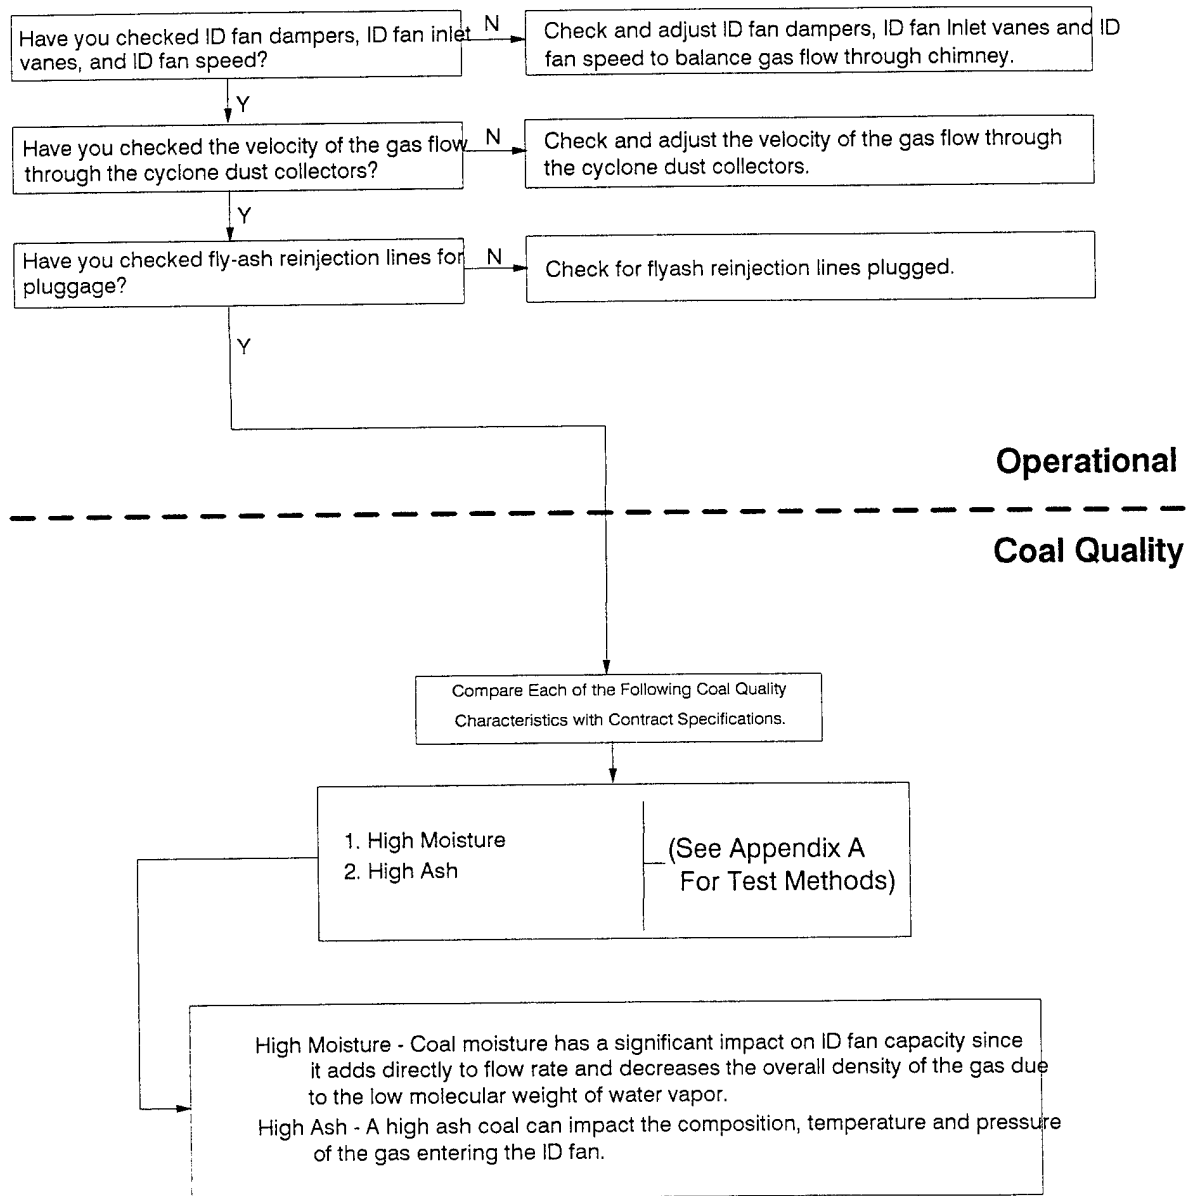 Have you checked ID fan dampers, ID fan inlet
vanes, and ID fan speed?
N
Check and adjust ID fan dampers, ID fan Inlet vanes and ID
fan speed to balance gas flow through chimney.
Y
Have you checked the velocity of the gas flow
through the cyclone dust collectors?
N
Check and adjust the velocity of the gas flow through
the cyclone dust collectors.
Y
Have you checked fly-ash reinjection lines for
pluggage?
N
Check for flyash reinjection lines plugged.
Y
Operational
Coal Quality
Compare Each of the Following Coal Quality
Characteristics with Contract Specifications.
1. High Moisture
2. High Ash
(See Appendix A
For Test Methods)
High Moisture - Coal moisture has a significant impact on ID fan capacity since
it adds directly to flow rate and decreases the overall density of the gas due
to the low molecular weight of water vapor.
High Ash - A high ash coal can impact the composition, temperature and pressure
of the gas entering the ID fan.